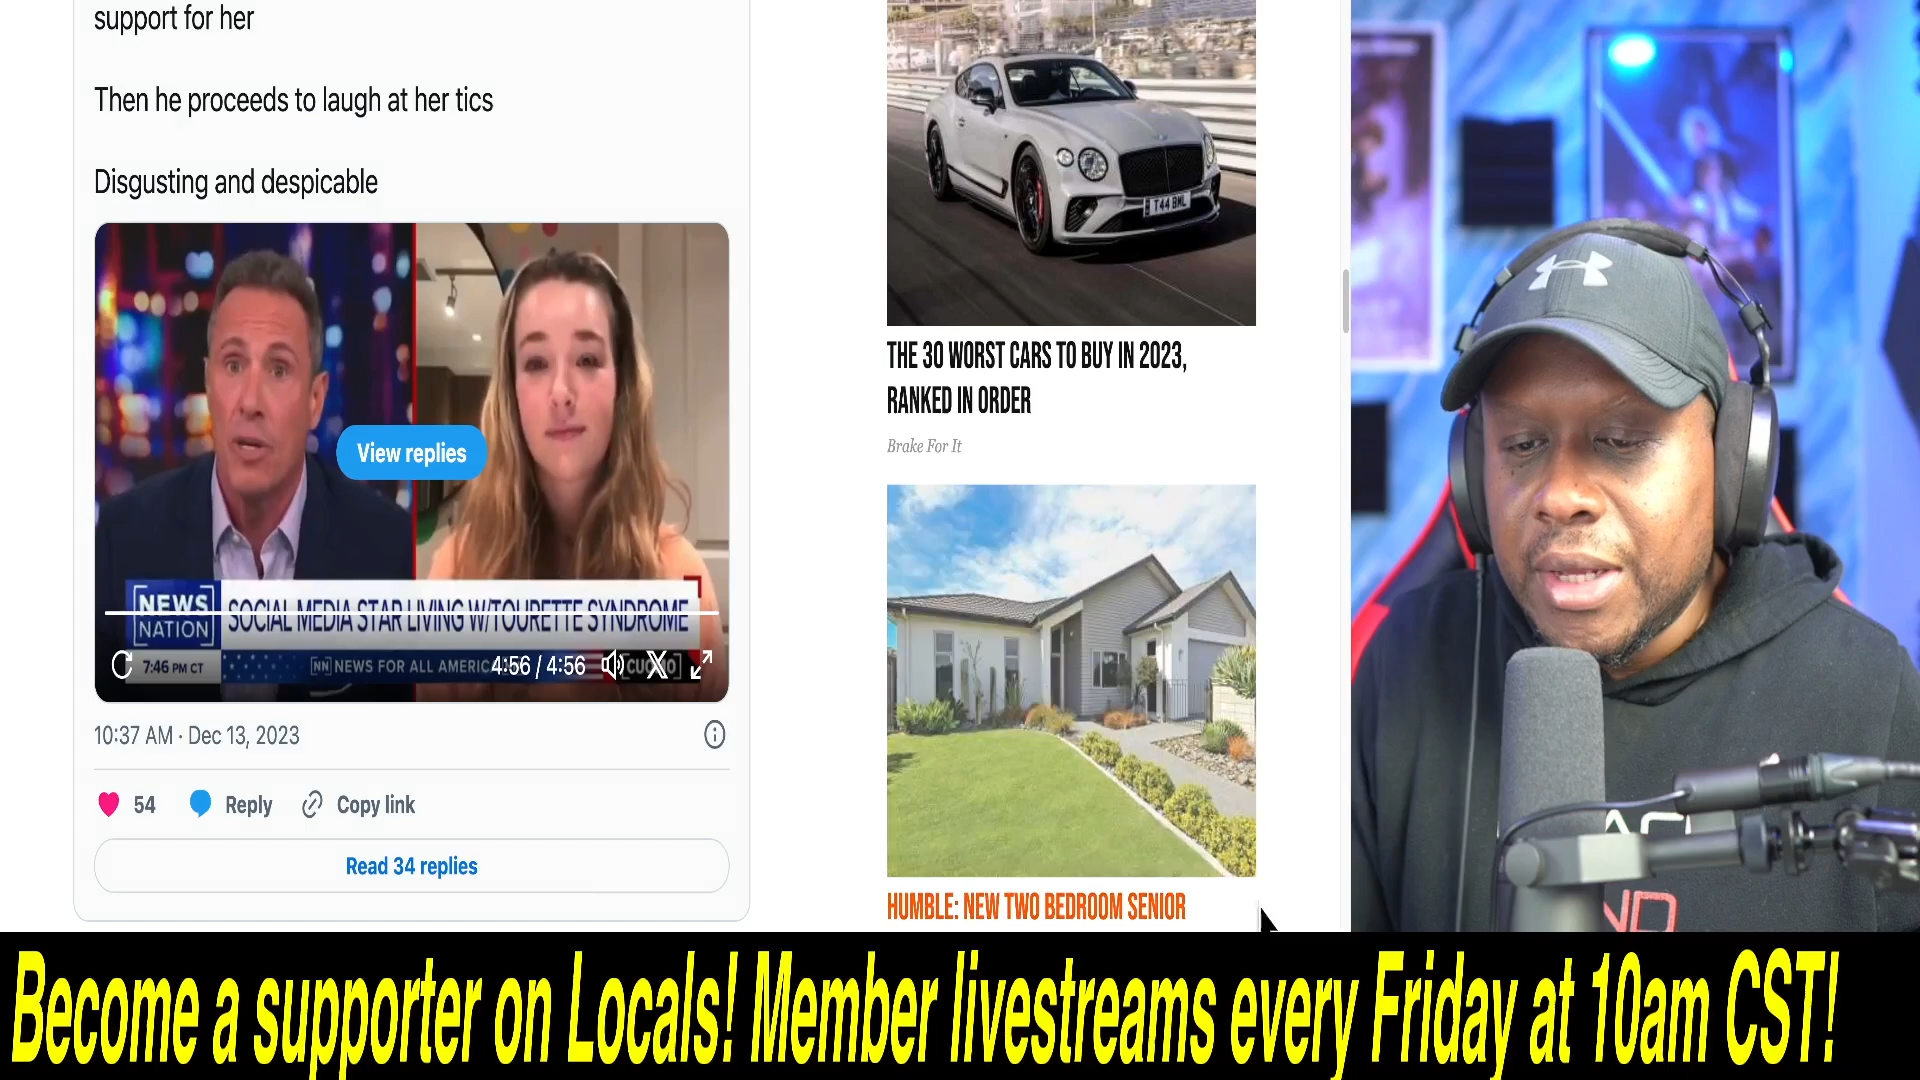 support for her
Then he proceeds to laugh at her tics
Disgusting and despicable
View replies
NEWS
NATION
SOCIAL MEDIA STAR LIVING W/TOURETTE SYNDROME
7:46 PM CT
NN NEWS FOR ALL AMERIC
4:56 / 4:56
10:37 AM · Dec 13, 2023
54
Reply
Copy link
Read 34 replies
T44 BML
THE 30 WORST CARS TO BUY IN 2023,
RANKED IN ORDER
Brake For It
HUMBLE: NEW TWO BEDROOM SENIOR
Become a supporter on Locals! Member livestreams every Friday at 10am CST!